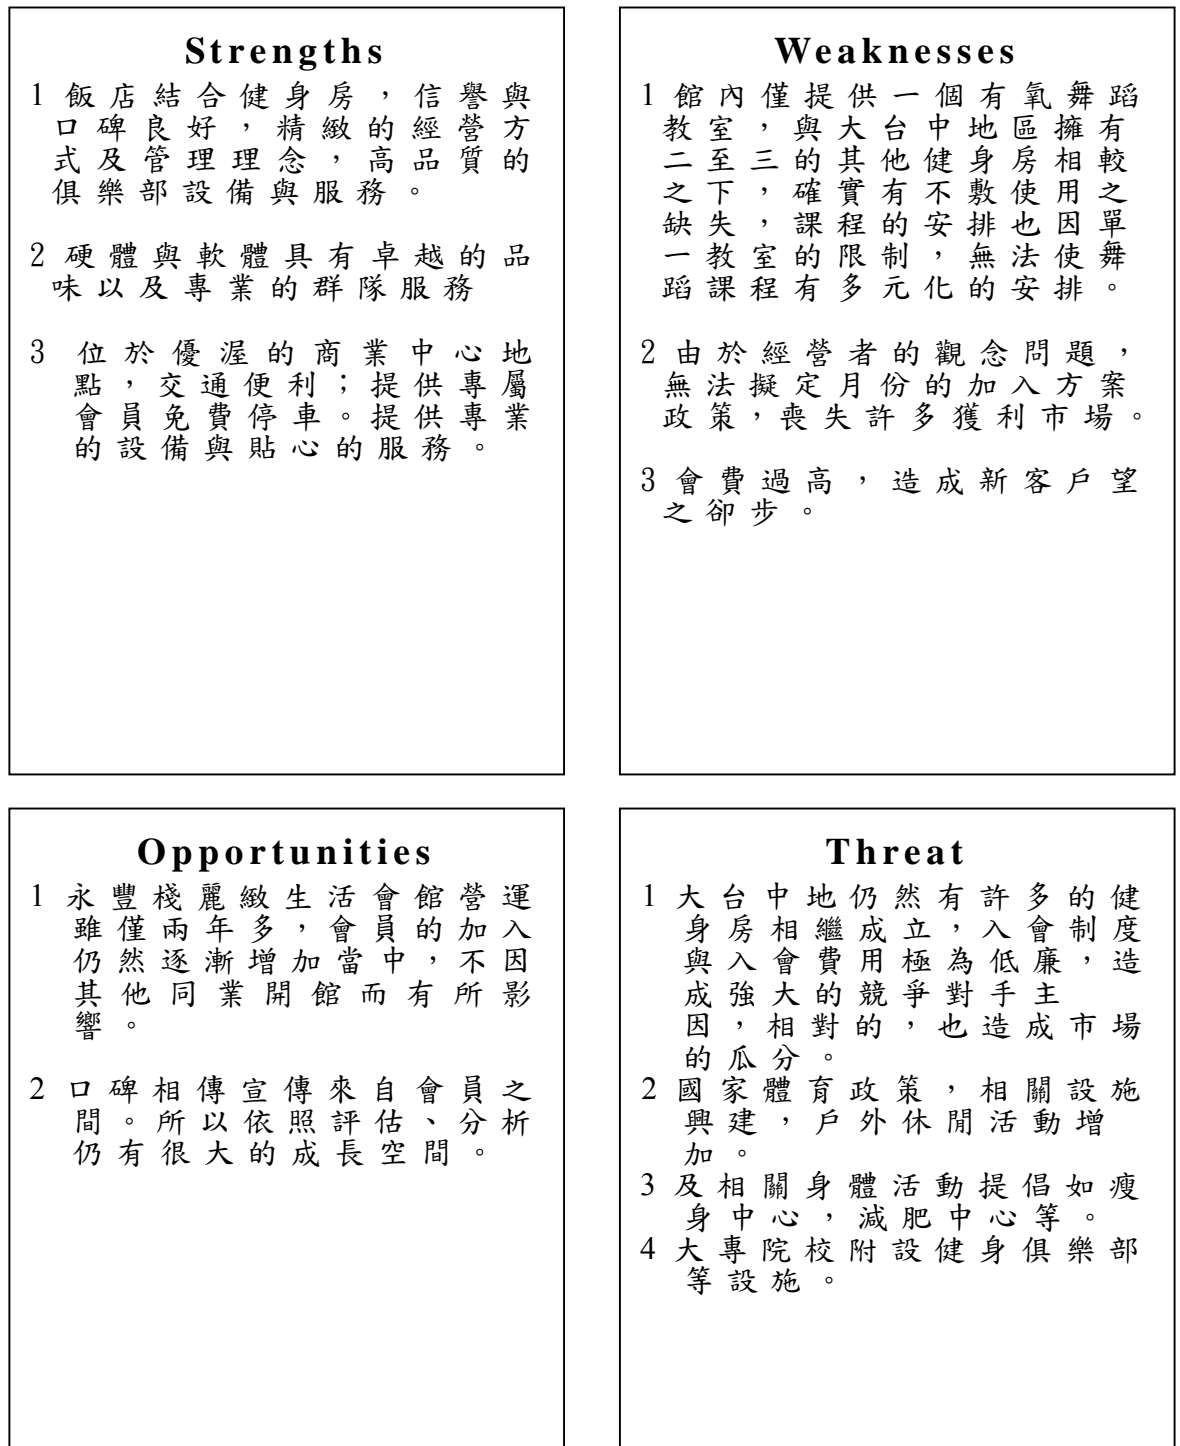 Strengths
1 飯店結合健身房，信譽與
口碑良好，精緻的經營方
式及管理理念，高品質的
俱樂部設備與服務。
2 硬體與軟體具有卓越的品
味以及專業的群隊服務
3 位於優渥的商業中心地
點，交通便利；提供專屬
會員免費停車。提供專業
的設備與貼心的服務。
Weaknesses
1 館內僅提供一個有氧舞蹈
教室，與大台中地區擁有
二至三的其他健身房相較
之下，確實有不敷使用之
缺失，課程的安排也因單
一教室的限制，無法使舞
蹈課程有多元化的安排。
2 由於經營者的觀念問題，
無法擬定月份的加入方案
政策，喪失許多獲利市場。
3 會費過高，造成新客戶望
之卻步。
Opportunities
1 永豐棧麗緻生活會館營運
雖僅兩年多，會員的加入
仍然逐漸增加當中，不因
其他同業開館而有所影
響。
2 口碑相傳宣傳來自會員之
間。所以依照評估、分析
仍有很大的成長空間。
Threat
1 大台中地仍然有許多的健
身房相繼成立，入會制度
與入會費用極為低廉，造
成強大的競爭對手主
因，相對的，也造成市場
的瓜分。
2 國家體育政策，相關設施
興建，戶外休閒活動增
加。
3 及相關身體活動提倡如瘦
身中心，減肥中心等。
4 大專院校附設健身俱樂部
等設施。